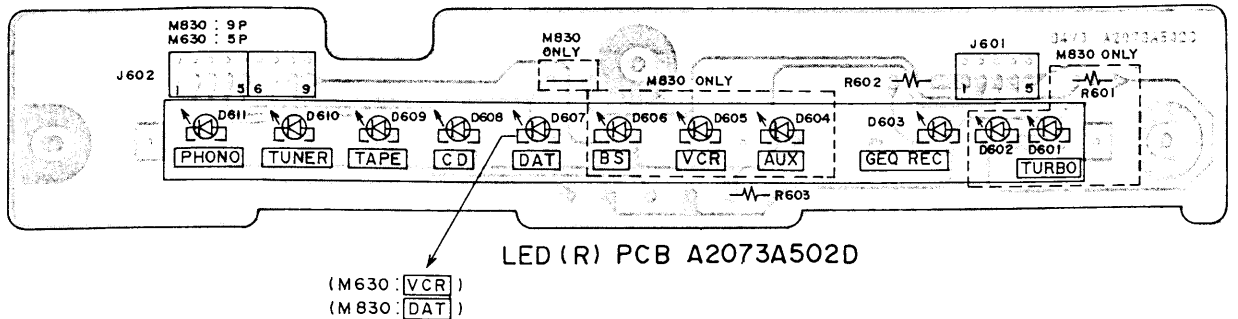 M830 : 9P
M630 : 5P
J602
1 5 6 9
M830
ONLY
M830 ONLY
R602
J601
1 5
M830 ONLY
R601
D611 D610 D609 D608 D607 D606 D605 D604 D603 D602 D601
PHONO TUNER TAPE CD DAT BS VCR AUX GEQ REC TURBO
R603
LED (R) PCB A2073A502D
(M630 : VCR )
(M830 : DAT )